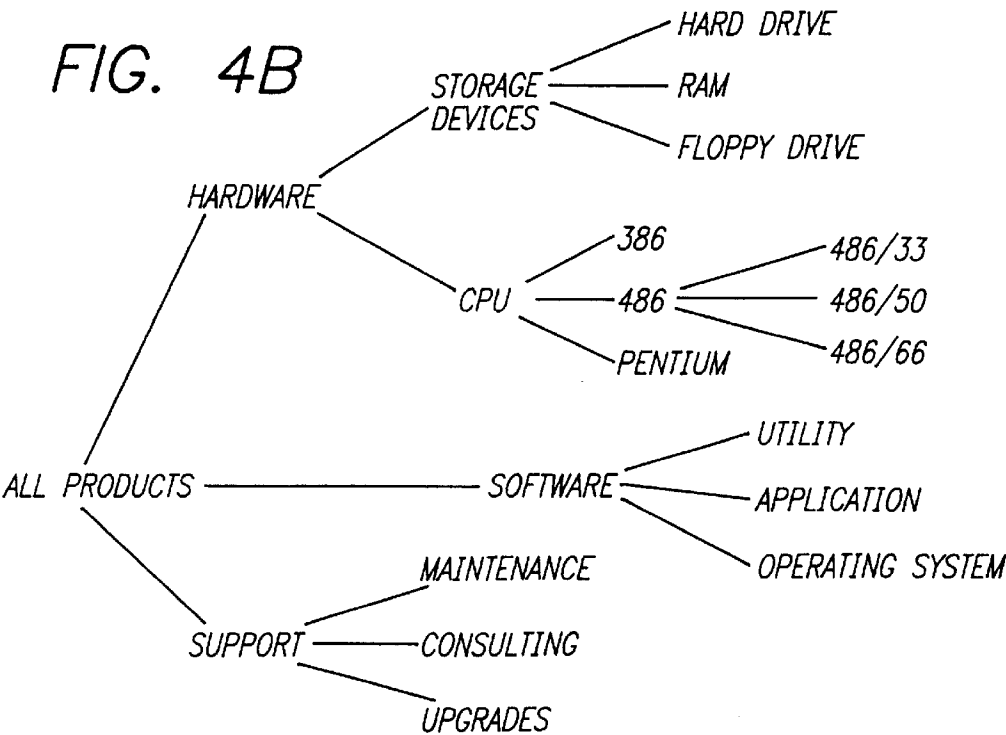 FIG. 4B
HARD DRIVE
STORAGE
DEVICES
RAM
FLOPPY DRIVE
HARDWARE
386
486/33
CPU
486
486/50
486/66
PENTIUM
UTILITY
ALL PRODUCTS
SOFTWARE
APPLICATION
OPERATING SYSTEM
MAINTENANCE
SUPPORT
CONSULTING
UPGRADES